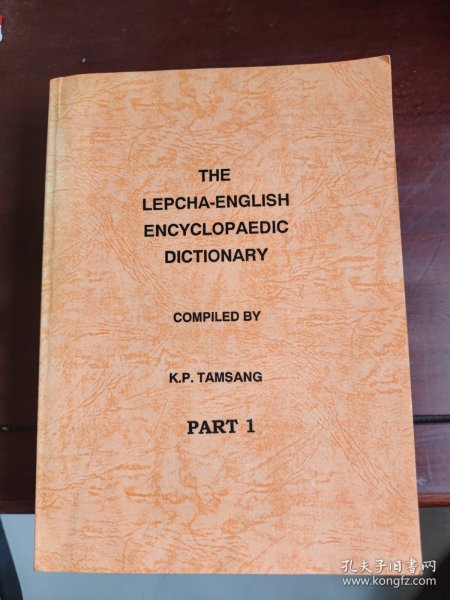 THE
LEPCHA-ENGLISH
ENCYCLOPAEDIC
DICTIONARY
COMPILED BY
K.P. TAMSANG
PART 1
孔夫子旧书网
www.kongfz.com